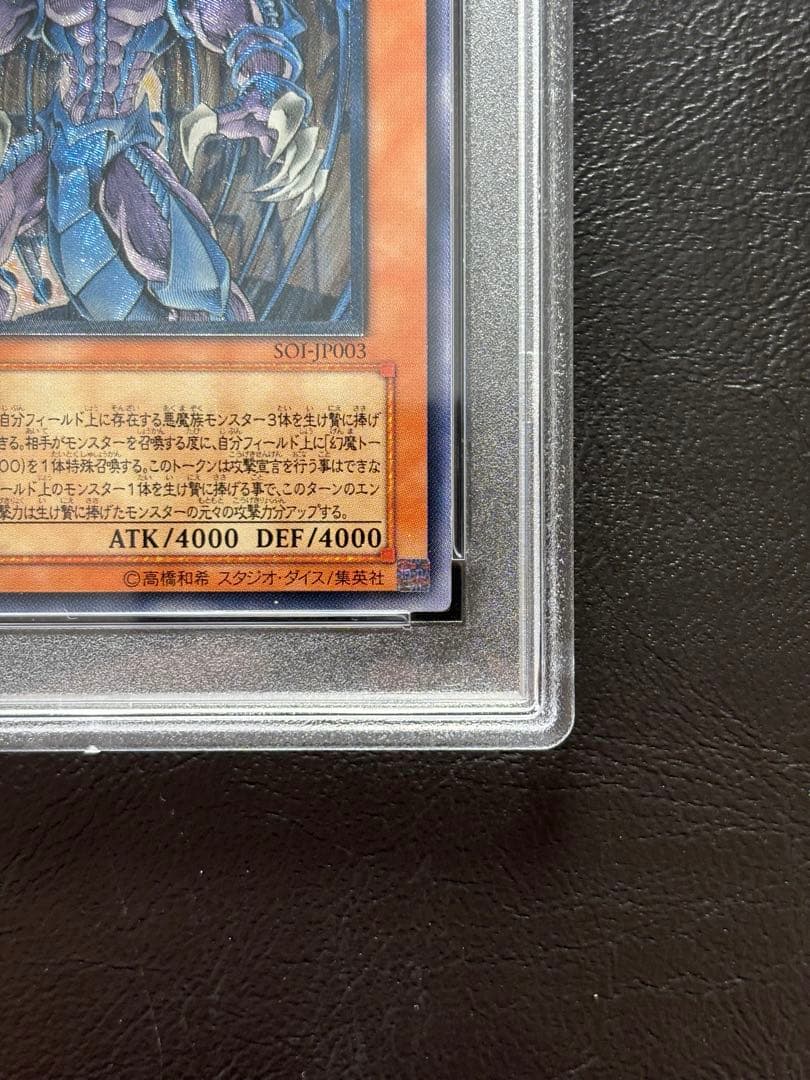 SOI-JP003
自分フィールド上に存在する悪魔族モンスター3体を生け贄に捧げ
きる。相手がモンスターを召喚する度に、自分フィールド上に「幻魔トー
00)を1体特殊召喚する。このトークンは攻撃宣言を行う事はできな
ールド上のモンスター1体を生け贄に捧げる事で、このターンのエン
撃力は生け贄に捧げたモンスターの元々の攻撃力分アップする。
ATK/4000 DEF/4000
©高橋和希 スタジオ・ダイス/集英社